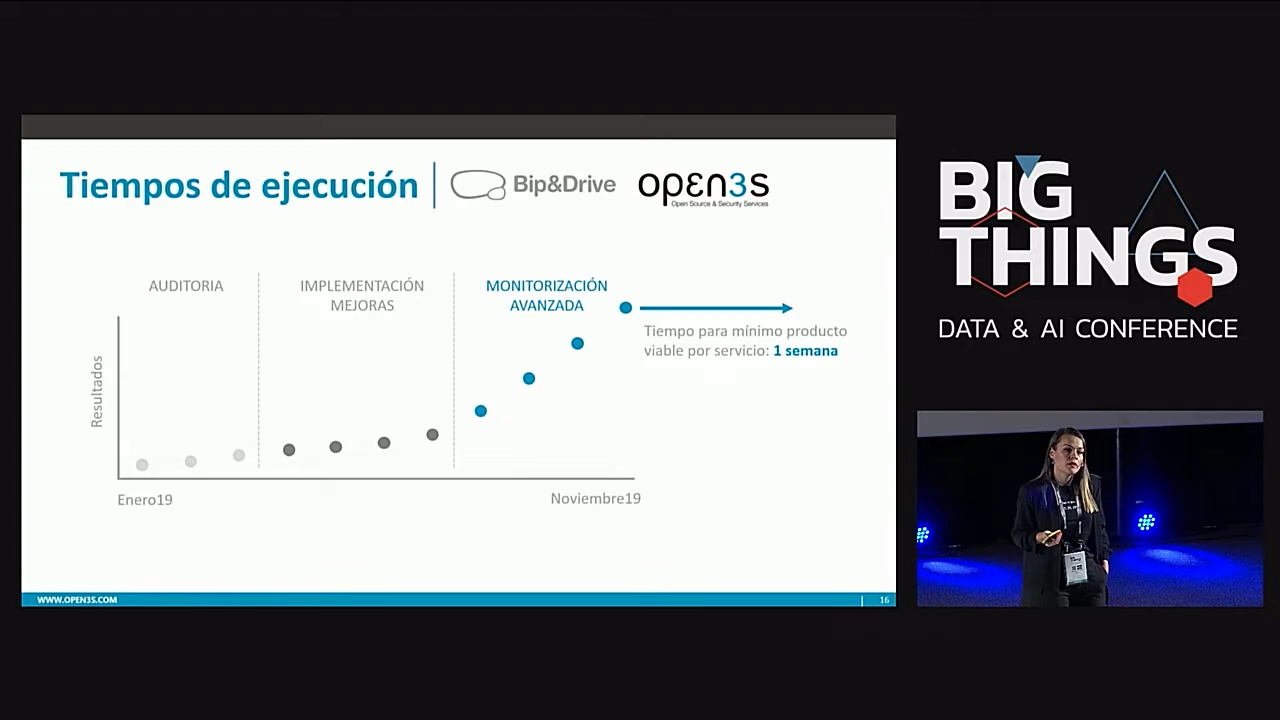 Tiempos de ejecución
Bip&Drive
open3s
Open Source & Security Services
AUDITORIA
IMPLEMENTACIÓN
MEJORAS
MONITORIZACIÓN
AVANZADA
Tiempo para mínimo producto
viable por servicio: 1 semana
Resultados
Enero19
Noviembre19
WWW.OPEN3S.COM
16
BIG
THINGS
DATA & AI CONFERENCE